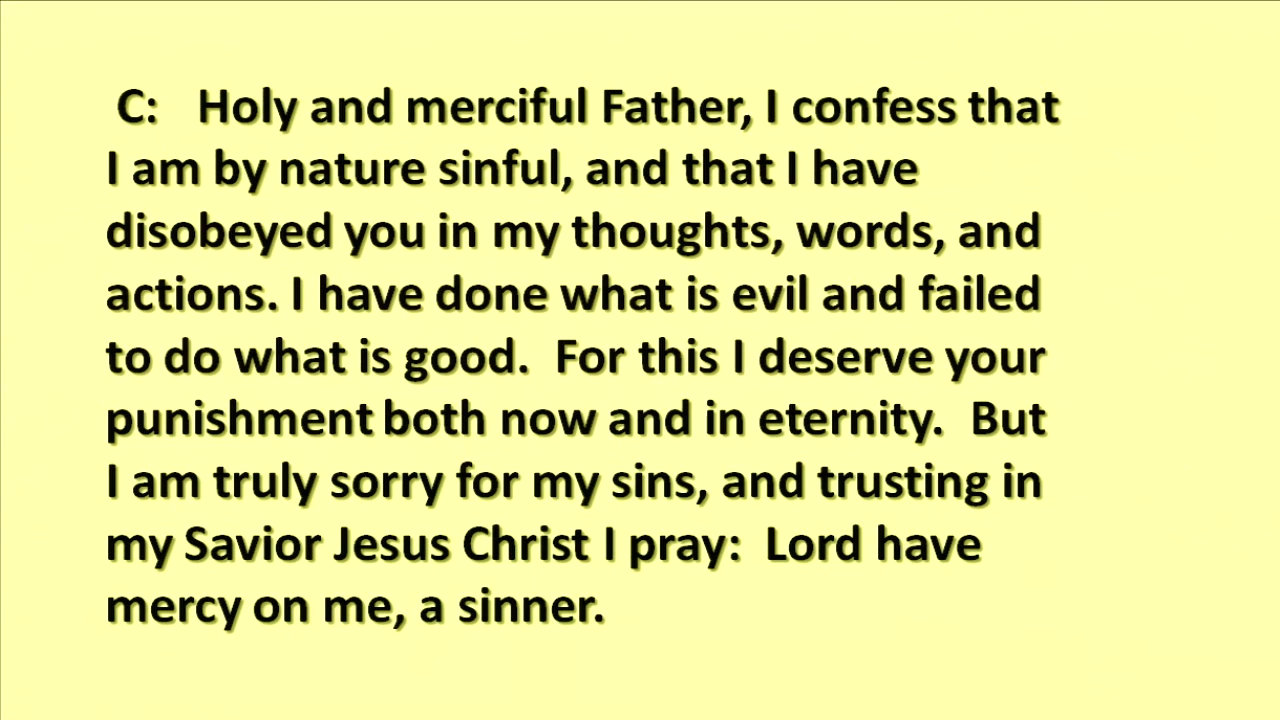 C: Holy and merciful Father, I confess that
I am by nature sinful, and that I have
disobeyed you in my thoughts, words, and
actions. I have done what is evil and failed
to do what is good. For this I deserve your
punishment both now and in eternity. But
I am truly sorry for my sins, and trusting in
my Savior Jesus Christ I pray: Lord have
mercy on me, a sinner.